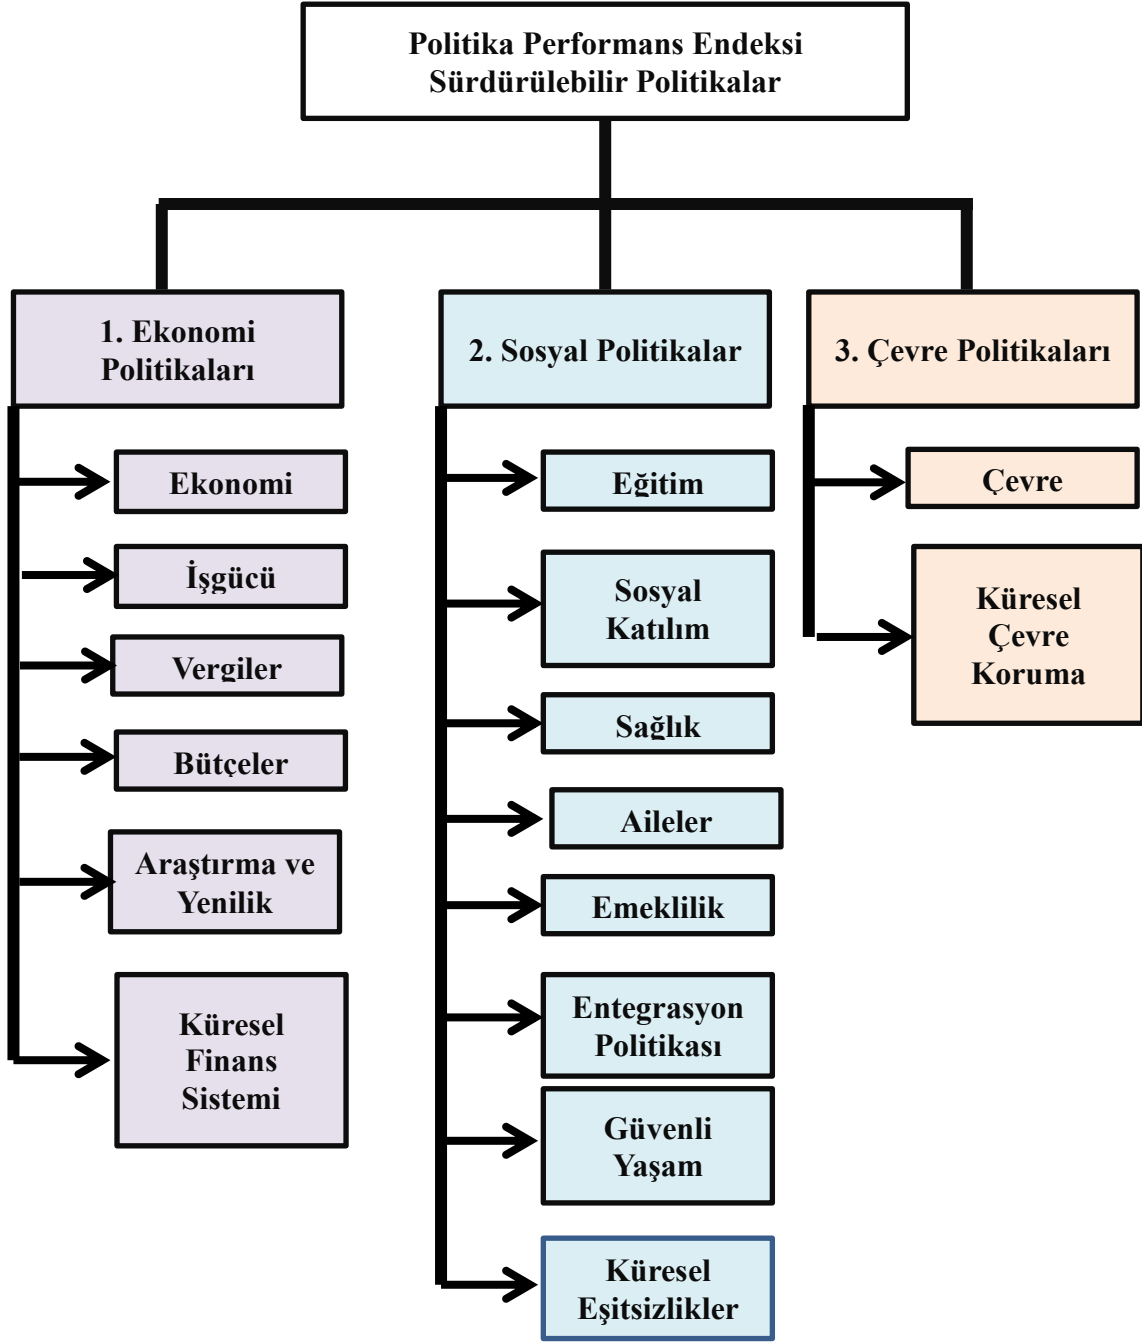 Politika Performans Endeksi
Sürdürülebilir Politikalar
1. Ekonomi
Politikaları
Ekonomi
İşgücü
Vergiler
Bütçeler
Araştırma ve
Yenilik
Küresel
Finans
Sistemi
2. Sosyal Politikalar
Eğitim
Sosyal
Katılım
Sağlık
Aileler
Emeklilik
Entegrasyon
Politikası
Güvenli
Yaşam
Küresel
Eşitsizlikler
3. Çevre Politikaları
Çevre
Küresel
Çevre
Koruma